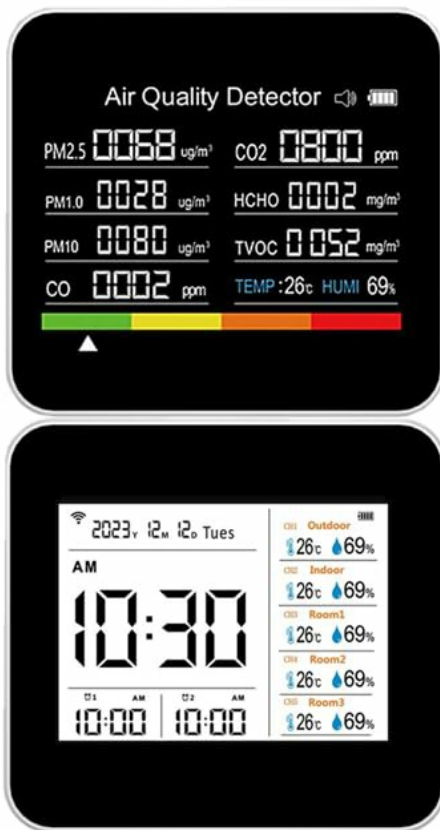 Air Quality Detector
PM2.5 0068 ug/m³ CO2 0800 ppm
PM1.0 0028 ug/m³ HCHO 0002 mg/m³
PM10 0080 ug/m³ TVOC 0052 mg/m³
CO 0002 ppm TEMP:26c HUMI 69%
2023Y 12M 12D Tues
AM
10:30
1 AM 2 AM
10:00 10:00
CH1 Outdoor
26c 69%
CH2 Indoor
26c 69%
CH3 Room1
26c 69%
CH4 Room2
26c 69%
CH5 Room3
26c 69%